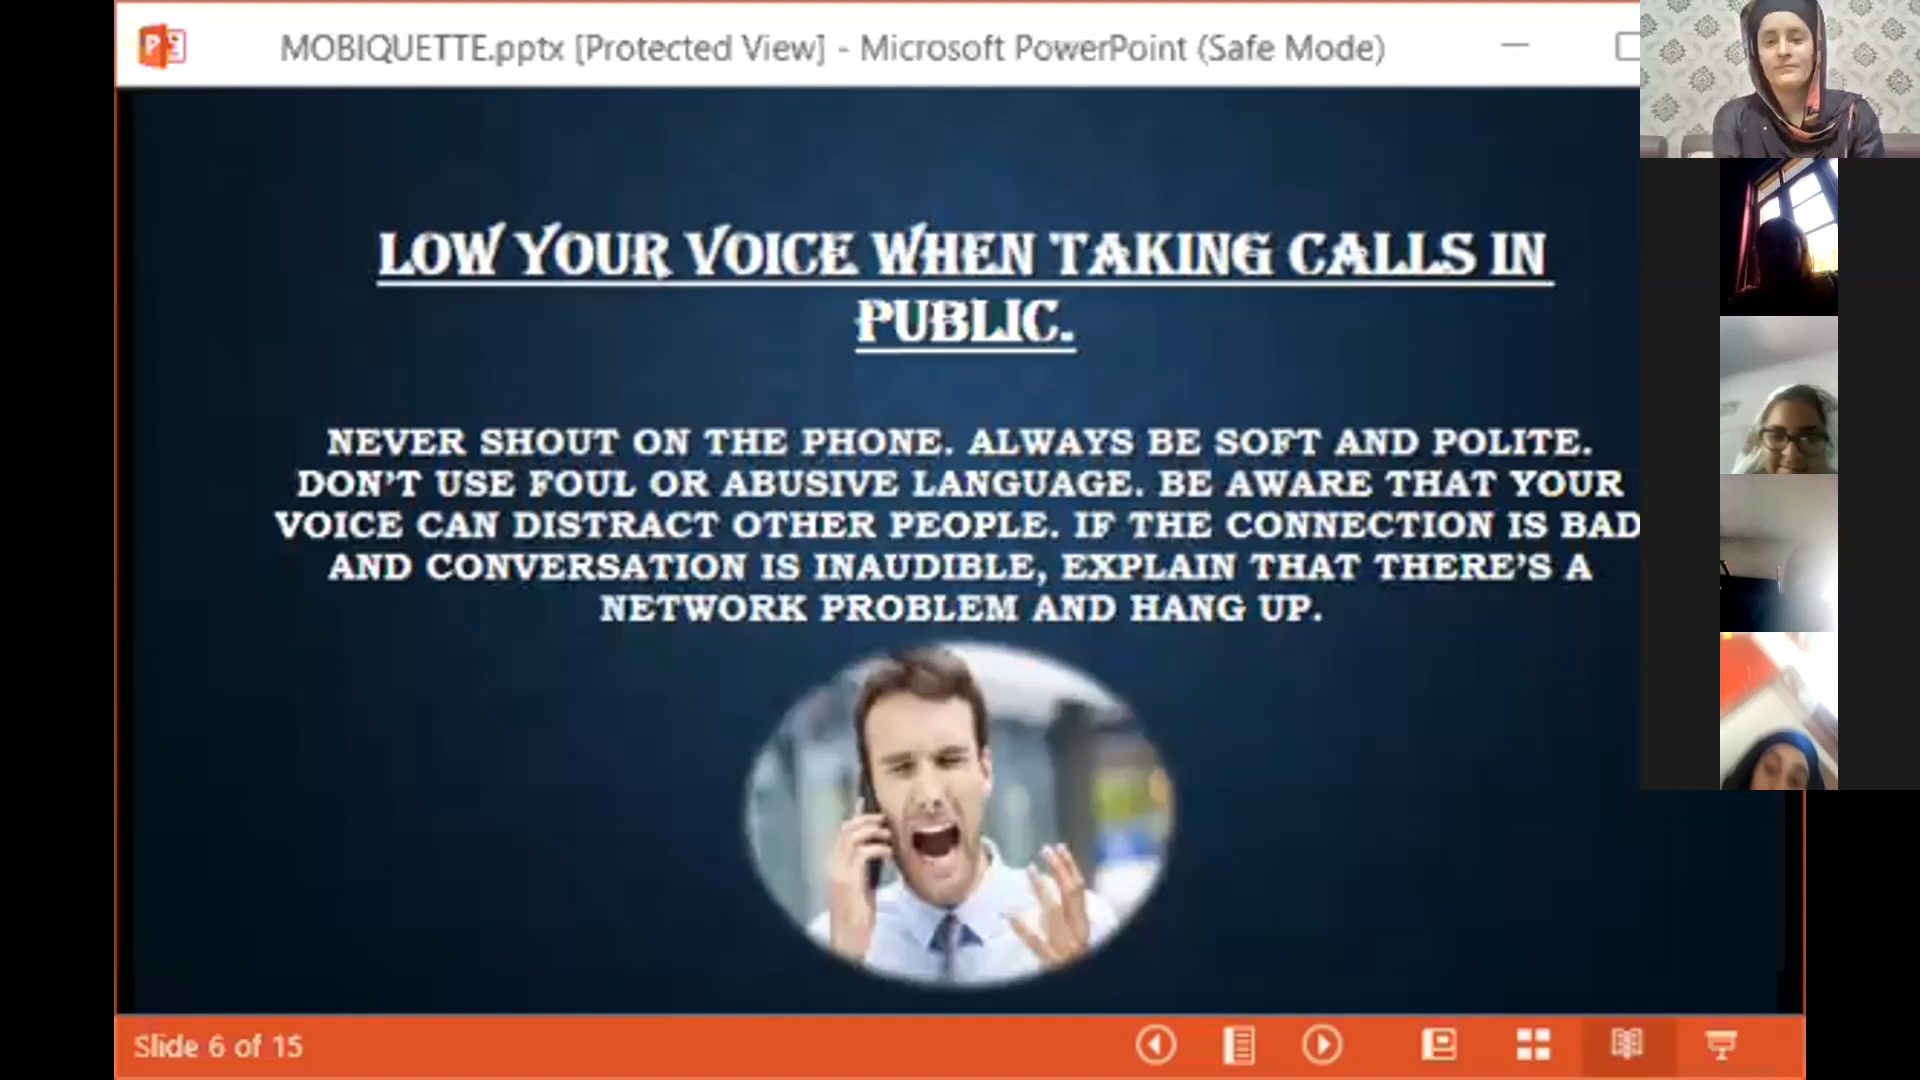 MOBIQUETTE.pptx [Protected View] - Microsoft PowerPoint (Safe Mode)
LOW YOUR VOICE WHEN TAKING CALLS IN
PUBLIC.
NEVER SHOUT ON THE PHONE. ALWAYS BE SOFT AND POLITE.
DON'T USE FOUL OR ABUSIVE LANGUAGE. BE AWARE THAT YOUR
VOICE CAN DISTRACT OTHER PEOPLE. IF THE CONNECTION IS BAD
AND CONVERSATION IS INAUDIBLE, EXPLAIN THAT THERE'S A
NETWORK PROBLEM AND HANG UP.
Slide 6 of 15